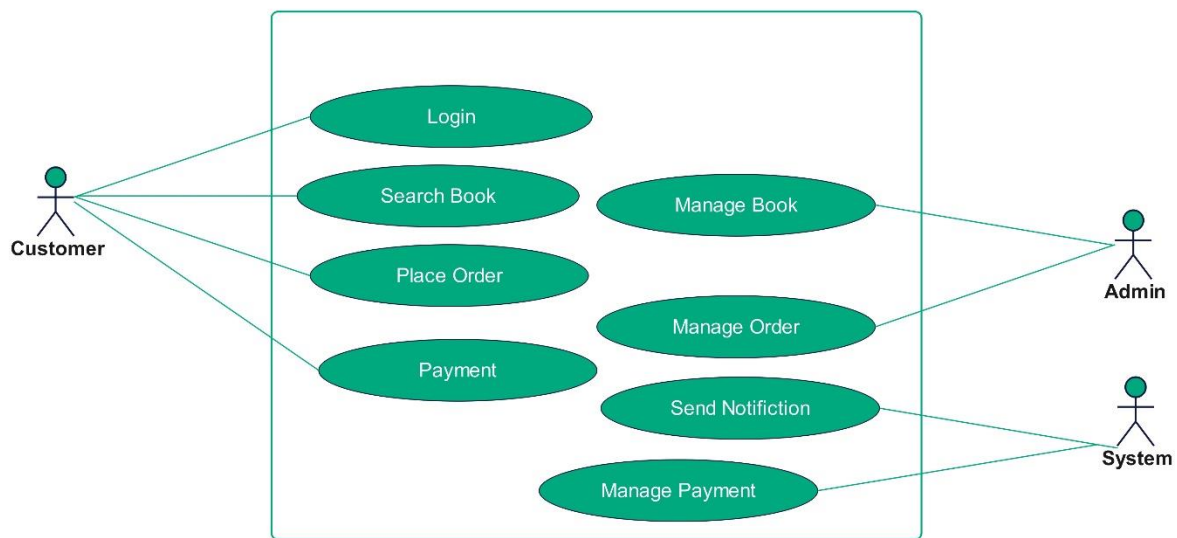 Login
Search Book
Manage Book
Customer
Place Order
Admin
Manage Order
Payment
Send Notifiction
System
Manage Payment